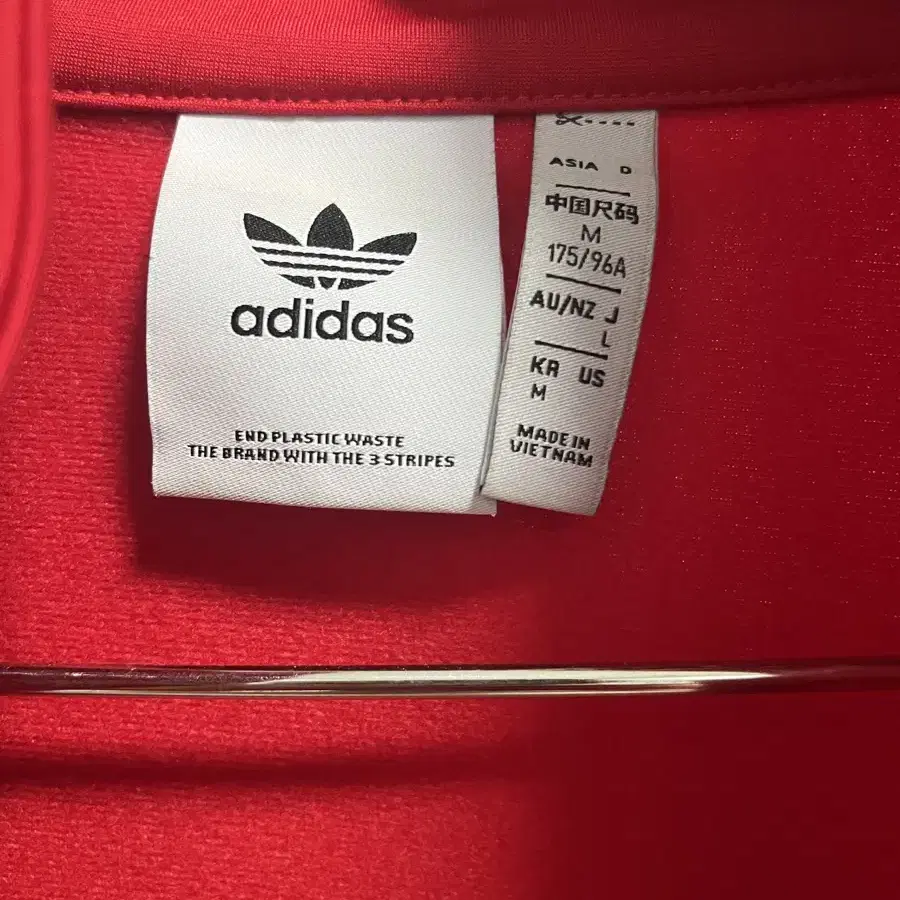 adidas
END PLASTIC WASTE
THE BRAND WITH THE 3 STRIPES
ASIA D
中国尺码
M
175/96A
AU/NZ J
L
KR US
M
MADE IN
VIETNAM